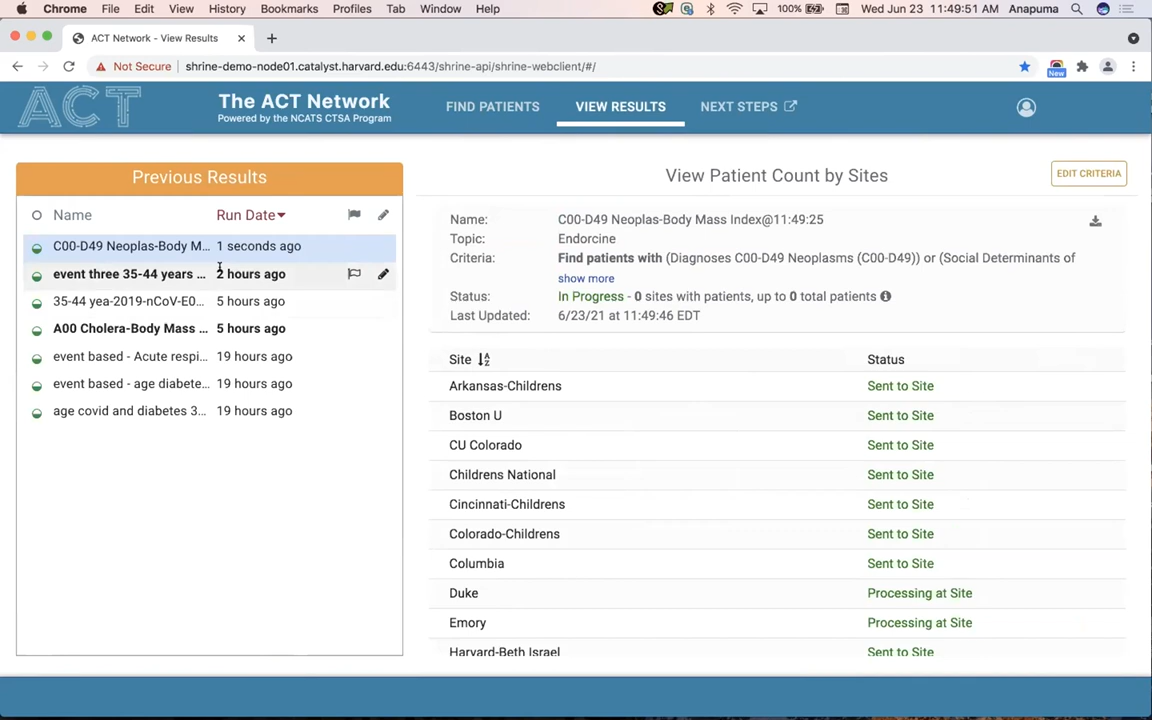 Chrome File Edit View History Bookmarks Profiles Tab Window Help 100% Wed Jun 23 11:49:51 AM Anapuma
ACT Network - View Results
Not Secure shrine-demo-node01.catalyst.harvard.edu:6443/shrine-api/shrine-webclient/#/
New
ACT The ACT Network FIND PATIENTS VIEW RESULTS NEXT STEPS
Powered by the NCATS CTSA Program
Previous Results
Name Run Date
C00-D49 Neoplas-Body M... 1 seconds ago
event three 35-44 years ... 2 hours ago
35-44 yea-2019-nCoV-E0... 5 hours ago
A00 Cholera-Body Mass ... 5 hours ago
event based - Acute respi... 19 hours ago
event based - age diabete... 19 hours ago
age covid and diabetes 3... 19 hours ago
View Patient Count by Sites EDIT CRITERIA
Name: C00-D49 Neoplas-Body Mass Index@11:49:25
Topic: Endorcine
Criteria: Find patients with (Diagnoses C00-D49 Neoplasms (C00-D49)) or (Social Determinants of
show more
Status: In Progress - 0 sites with patients, up to 0 total patients
Last Updated: 6/23/21 at 11:49:46 EDT
Site Status
Arkansas-Childrens Sent to Site
Boston U Sent to Site
CU Colorado Sent to Site
Childrens National Sent to Site
Cincinnati-Childrens Sent to Site
Colorado-Childrens Sent to Site
Columbia Sent to Site
Duke Processing at Site
Emory Processing at Site
Harvard-Beth Israel Sent to Site